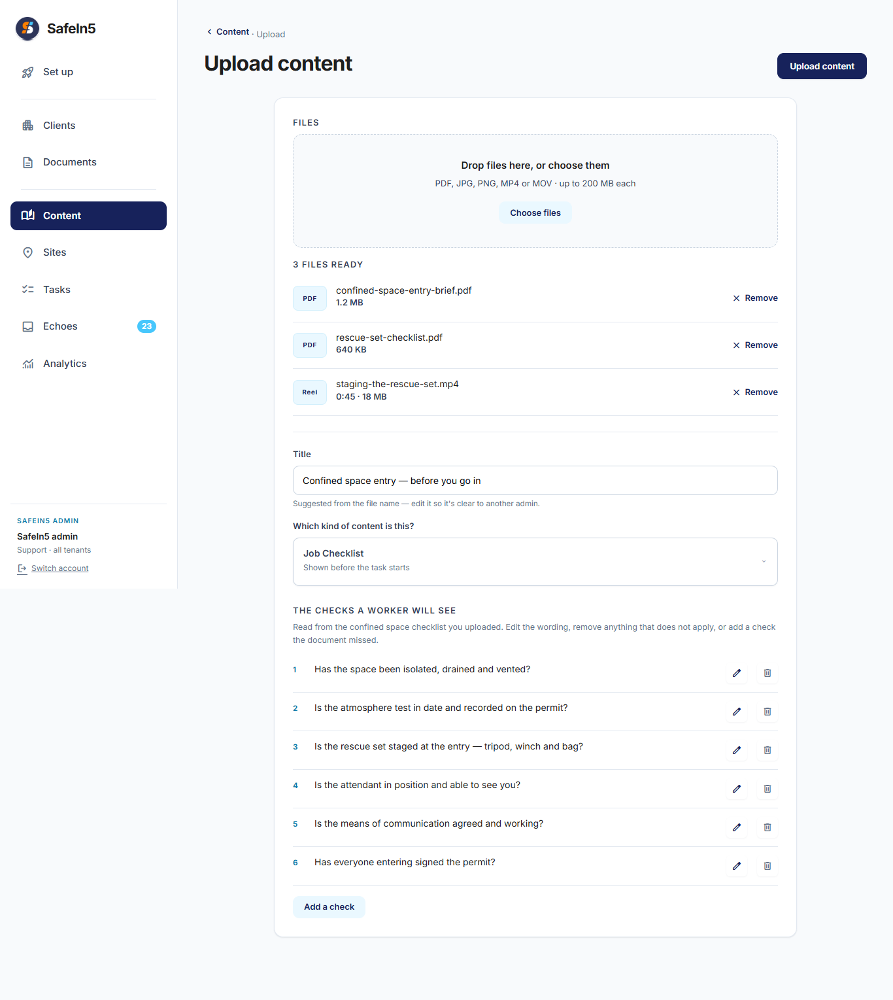 SafeIn5
Set up
Clients
Documents
Content
Sites
Tasks
Echoes 23
Analytics
SAFEIN5 ADMIN
SafeIn5 admin
Support · all tenants
Switch account
Content · Upload
Upload content
Upload content
FILES
Drop files here, or choose them
PDF, JPG, PNG, MP4 or MOV · up to 200 MB each
Choose files
3 FILES READY
PDF
confined-space-entry-brief.pdf
1.2 MB
Remove
PDF
rescue-set-checklist.pdf
640 KB
Remove
Reel
staging-the-rescue-set.mp4
0:45 · 18 MB
Remove
Title
Confined space entry — before you go in
Suggested from the file name — edit it so it's clear to another admin.
Which kind of content is this?
Job Checklist
Shown before the task starts
THE CHECKS A WORKER WILL SEE
Read from the confined space checklist you uploaded. Edit the wording, remove anything that does not apply, or add a check
the document missed.
1 Has the space been isolated, drained and vented?
2 Is the atmosphere test in date and recorded on the permit?
3 Is the rescue set staged at the entry — tripod, winch and bag?
4 Is the attendant in position and able to see you?
5 Is the means of communication agreed and working?
6 Has everyone entering signed the permit?
Add a check